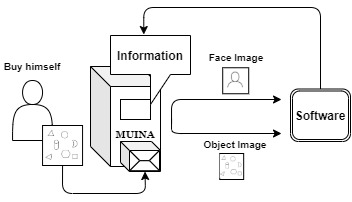 Information
Face Image
Buy himself
Software
MUINA
Object Image